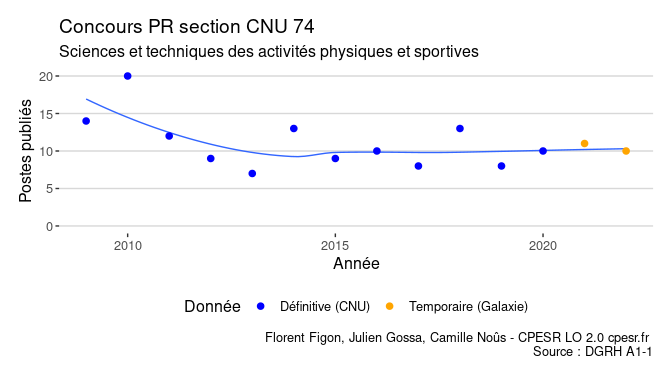 Concours PR section CNU 74
Sciences et techniques des activités physiques et sportives
Postes publiés
20
15
10
5
0
2010
2015
2020
Année
Donnée
Définitive (CNU)
Temporaire (Galaxie)
Florent Figon, Julien Gossa, Camille Noûs - CPESR LO 2.0 cpesr.fr
Source : DGRH A1-1